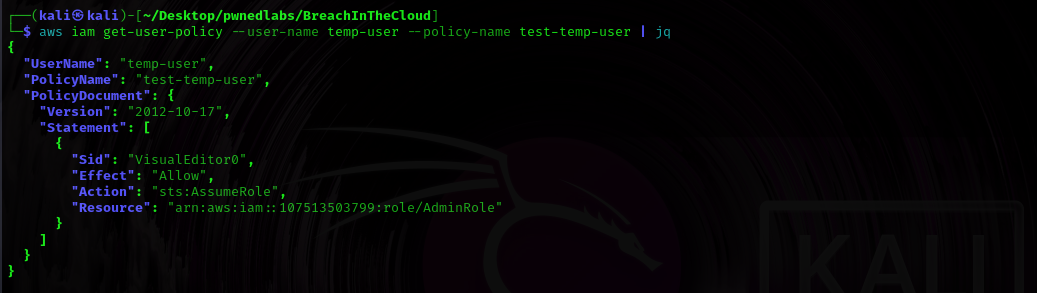 ┌──(kali㉿kali)-[~/Desktop/pwnedlabs/BreachInTheCloud]
└─$ aws iam get-user-policy --user-name temp-user --policy-name test-temp-user | jq
{
  "UserName": "temp-user",
  "PolicyName": "test-temp-user",
  "PolicyDocument": {
    "Version": "2012-10-17",
    "Statement": [
      {
        "Sid": "VisualEditor0",
        "Effect": "Allow",
        "Action": "sts:AssumeRole",
        "Resource": "arn:aws:iam::107513503799:role/AdminRole"
      }
    ]
  }
}
KALI